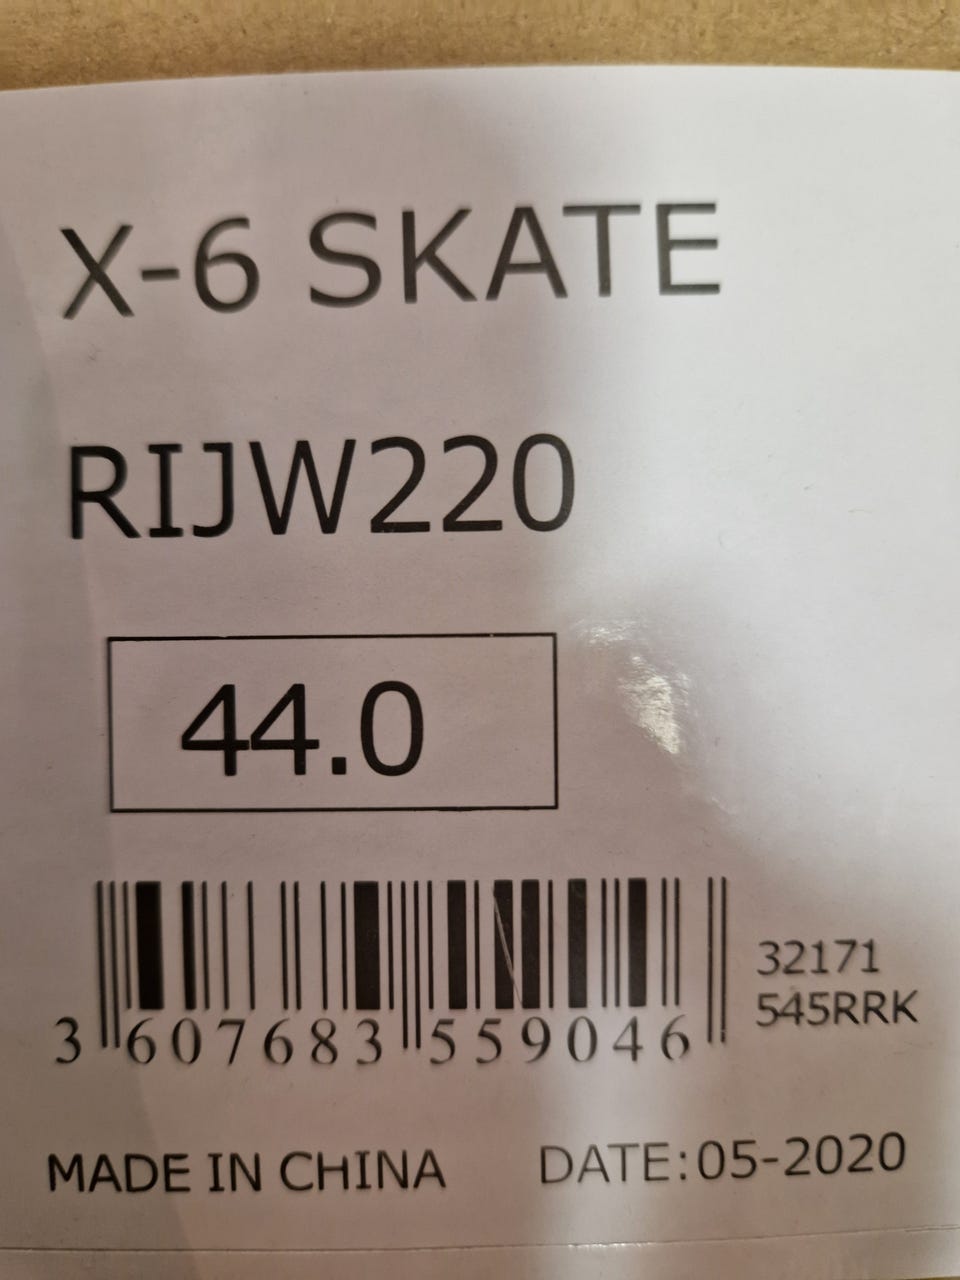 X-6 SKATE
RIJW220
44.0
3 607683 559046
32171
545RRK
MADE IN CHINA
DATE:05-2020